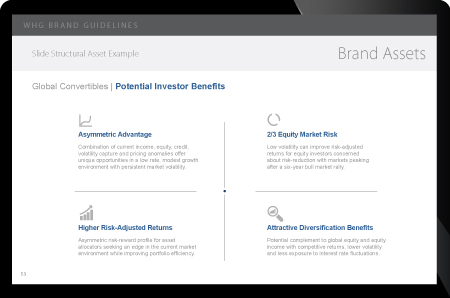 WHG BRAND GUIDELINES
Slide Structural Asset Example
Brand Assets
Global Convertibles | Potential Investor Benefits
Asymmetric Advantage
Combination of current income, equity, credit,
volatility capture and pricing anomalies offer
unique opportunities in a low rate, modest growth
environment with persistent market volatility.
2/3 Equity Market Risk
Low volatility can improve risk-adjusted
returns for equity investors concerned
about risk-reduction with markets peaking
after a six-year bull market rally.
Higher Risk-Adjusted Returns
Asymmetric risk-reward profile for asset
allocators seeking an edge in the current market
environment while improving portfolio efficiency.
Attractive Diversification Benefits
Potential complement to global equity and equity
income with competitive returns, lower volatility
and less exposure to interest rate fluctuations.